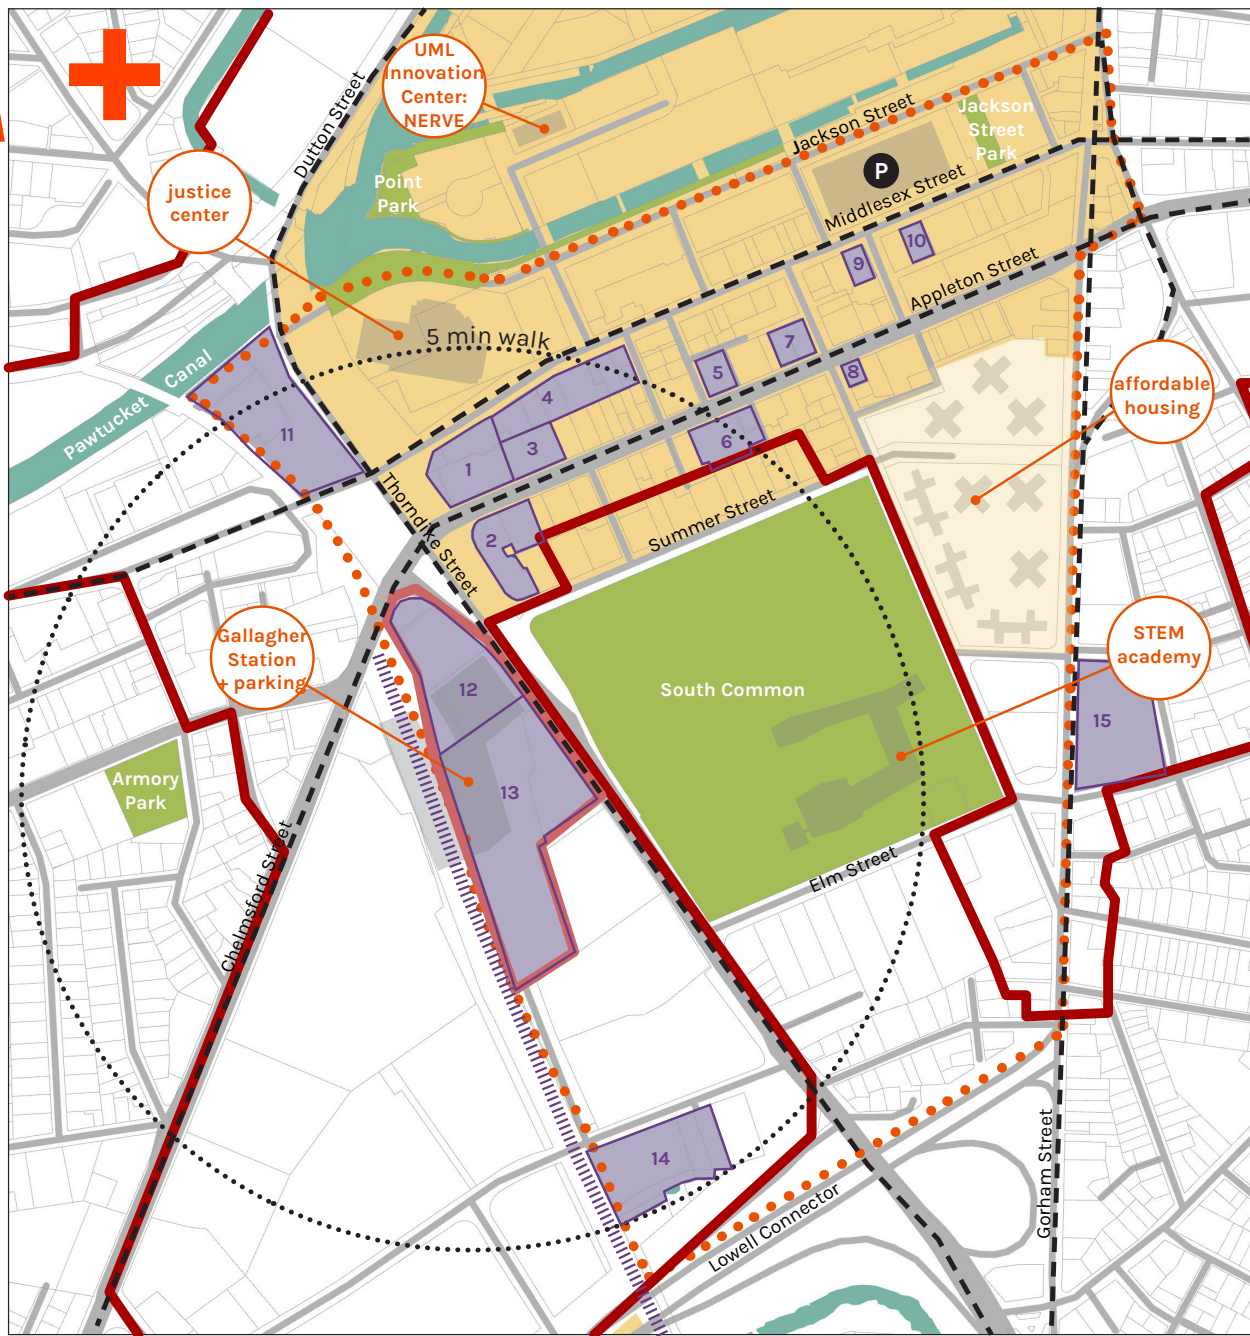 UML
Innovation
Center:
NERVE
Dutton Street
justice
center
Point
Park
Jackson Street
Jackson
Street
Park
P
Middlesex Street
10
9
Appleton Street
5 min walk
7
5
8
4
affordable
housing
Pawtucket Canal
11
3
6
1
Thorndike Street
2
Summer Street
Gallagher
Station
+ parking
STEM
academy
12
South Common
15
Armory
Park
13
Elm Street
Chelmsford Street
14
Gorham Street
Lowell Connector